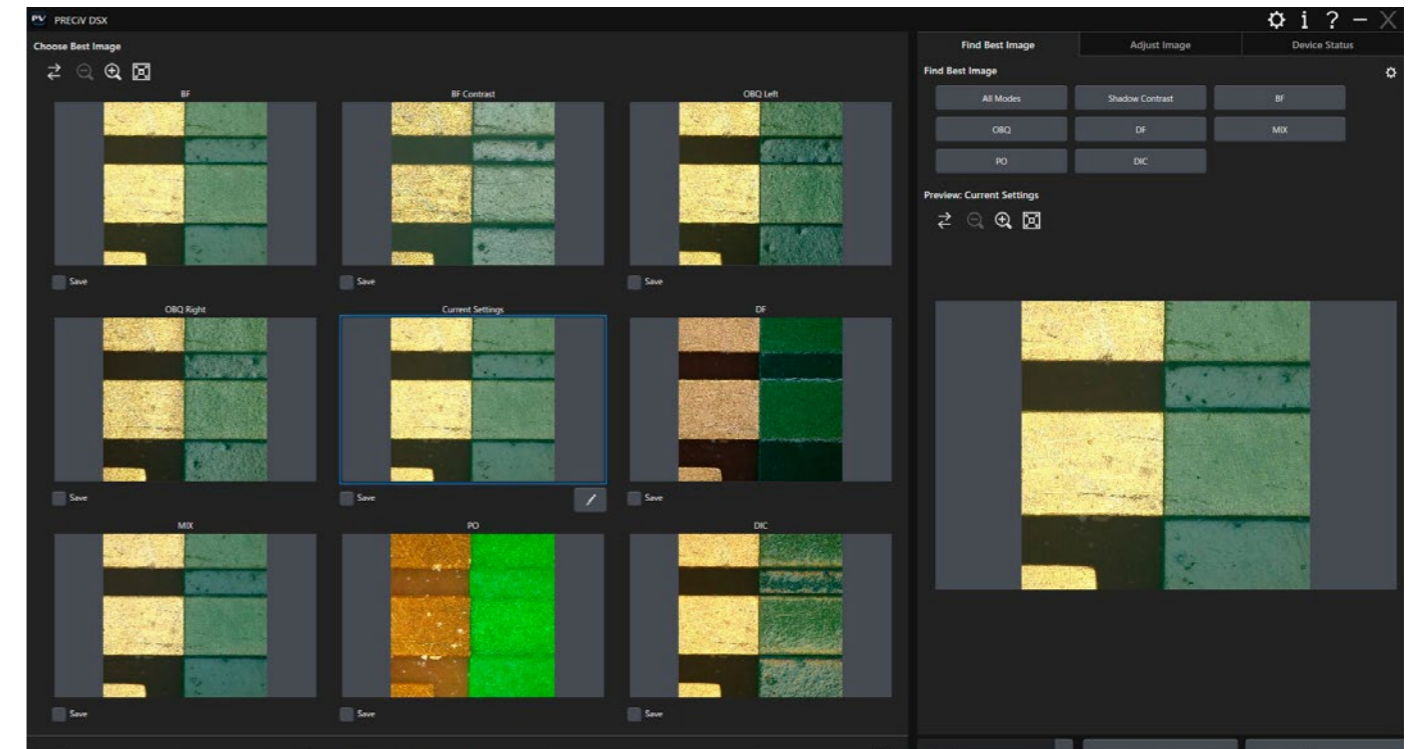 PV PRECiV DSX
i ?
Choose Best Image
BF
BF Contrast
OBQ Left
Save
Save
Save
OBQ Right
Current Settings
DF
Save
Save
Save
MIX
PO
DIC
Save
Save
Save
Find Best Image
Adjust Image
Device Status
Find Best Image
All Modes
Shadow Contrast
BF
OBQ
DF
MIX
PO
DIC
Preview: Current Settings